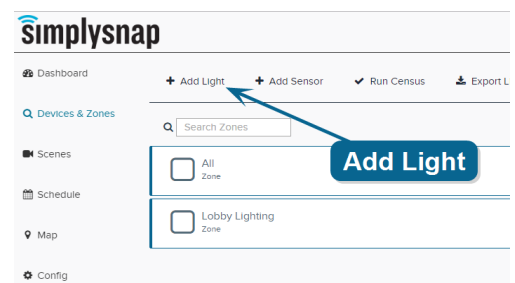 simplysnap
Dashboard
Add Light
Add Sensor
Run Census
Export L
Devices & Zones
Search Zones
Scenes
All
Zone
Add Light
Schedule
Lobby Lighting
Zone
Map
Config